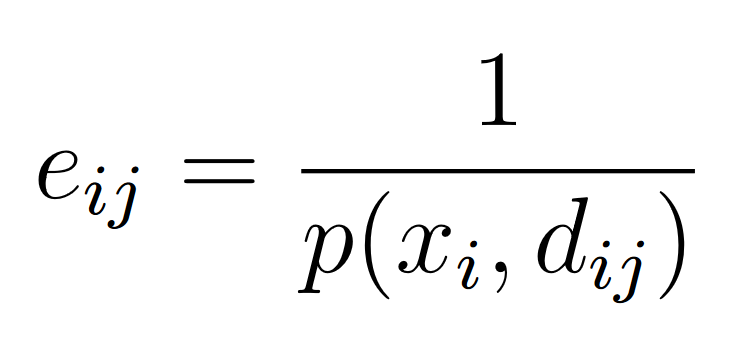 e_{ij} = \frac{1}{p(x_i, d_{ij})}